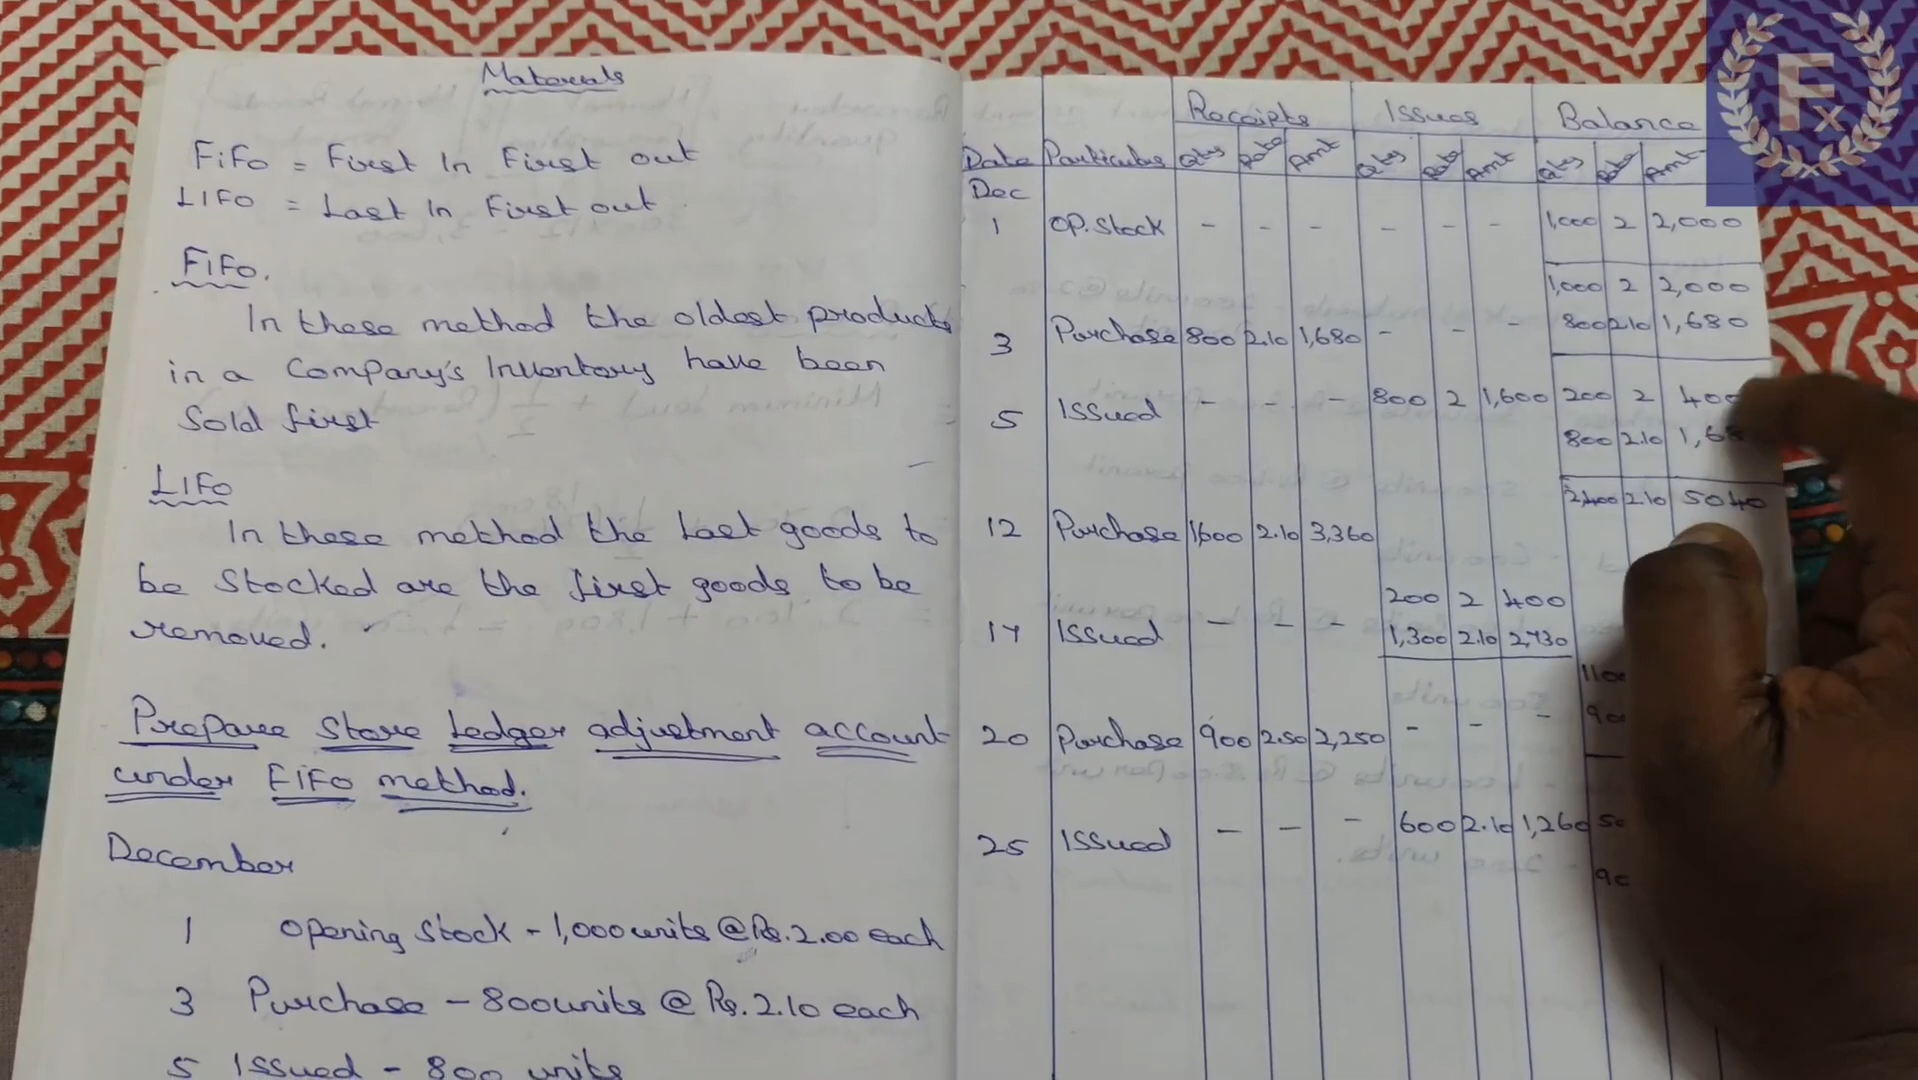 Materials
FiFo = First In First out
LIFO = Last In First out
FiFo.
In these method the oldest products
in a Company's Inventory have been
Sold first
LIFo
In these method the Last goods to
be Stocked are the first goods to be
removed.
Prepare Store Ledger adjustment account
under FiFo method.
December
1 Opening Stock - 1,000 units @ Rs. 2.00 each
3 Purchase - 800 units @ Rs. 2.10 each
5 Issued - 800 units
Receipts Issues Balance
Date Particulars Qty Rate Amt Qty Rate Amt Qty Rate Amt
Dec
1 OP. Stock - - - - - - 1,000 2 2,000
1,000 2 2,000
3 Purchase 800 2.10 1,680 - - - 800 2.10 1,680
5 Issued - - - 800 2 1,600 200 2 400
800 2.10 1,68
2,400 2.10 5040
12 Purchase 1,600 2.10 3,360
200 2 400
17 Issued - - - 1,300 2.10 2,730
1100
20 Purchase 900 2.50 2,250 - - - 90
25 Issued - - - 600 2.10 1,260 50
90
Fx